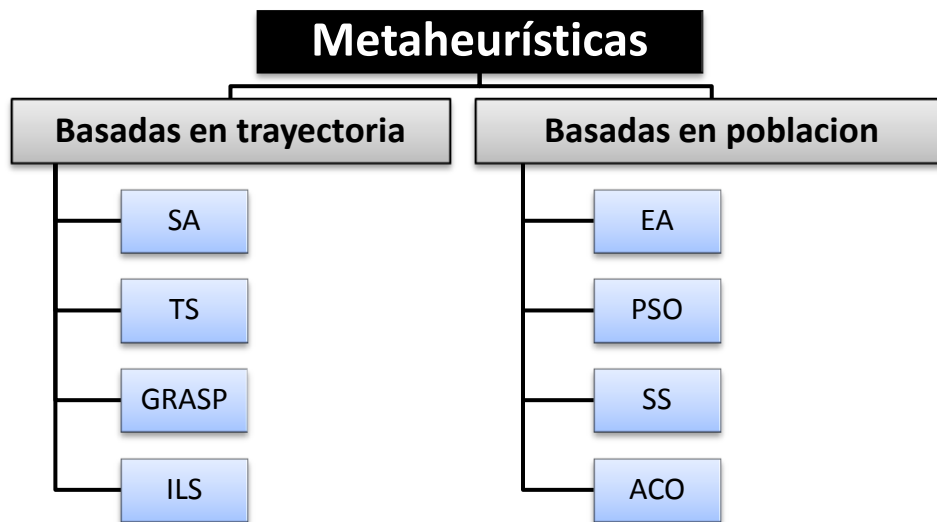 Metaheurísticas
Basadas en trayectoria
Basadas en poblacion
SA
TS
GRASP
ILS
EA
PSO
SS
ACO